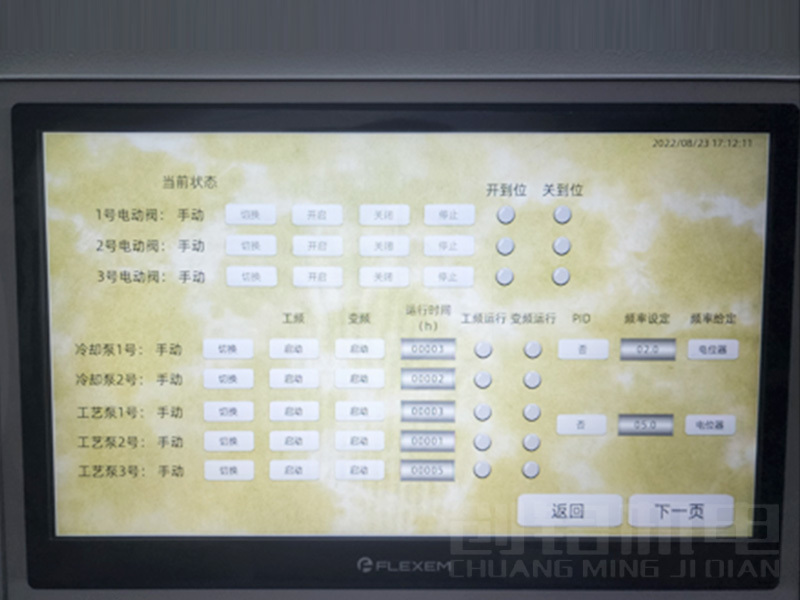 2022/08/23 17:12:11
当前状态 开到位 关到位
1号电动阀： 手动 切换 开启 关闭 停止
2号电动阀： 手动 切换 开启 关闭 停止
3号电动阀： 手动 切换 开启 关闭 停止
工频 变频 运行时间 工频运行 变频运行 PID 频率设定 频率给定
(h)
冷却泵1号： 手动 切换 启动 启动 00003 否 02.0 电位器
冷却泵2号： 手动 切换 启动 启动 00002
工艺泵1号： 手动 切换 启动 启动 00003
否 05.0 电位器
工艺泵2号： 手动 切换 启动 启动 00001
工艺泵3号： 手动 切换 启动 启动 00005
返回 下一页
FLEXEM
创铭机电
CHUANG MING JI DIAN